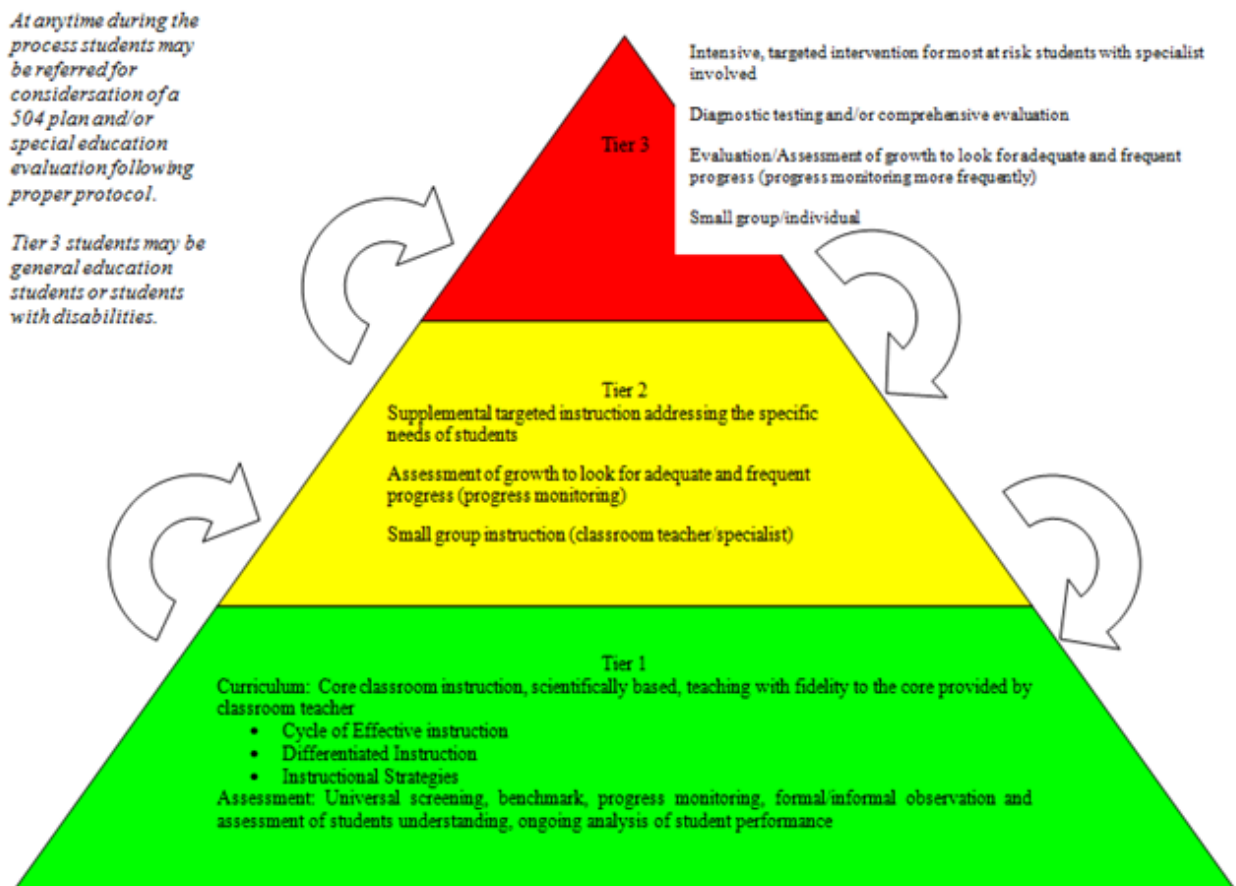 At anytime during the
process students may
be referred for
considersation of a
504 plan and/or
special education
evaluation following
proper protocol.
Tier 3 students may be
general education
students or students
with disabilities.
Intensive, targeted intervention for most at risk students with specialist
involved
Diagnostic testing and/or comprehensive evaluation
Evaluation/Assessment of growth to look for adequate and frequent
progress (progress monitoring more frequently)
Small group/individual
Tier 3
Tier 2
Supplemental targeted instruction addressing the specific
needs of students
Assessment of growth to look for adequate and frequent
progress (progress monitoring)
Small group instruction (classroom teacher/specialist)
Tier 1
Curriculum: Core classroom instruction, scientifically based, teaching with fidelity to the core provided by
classroom teacher
• Cycle of Effective instruction
• Differentiated Instruction
• Instructional Strategies
Assessment: Universal screening, benchmark, progress monitoring, formal/informal observation and
assessment of students understanding, ongoing analysis of student performance